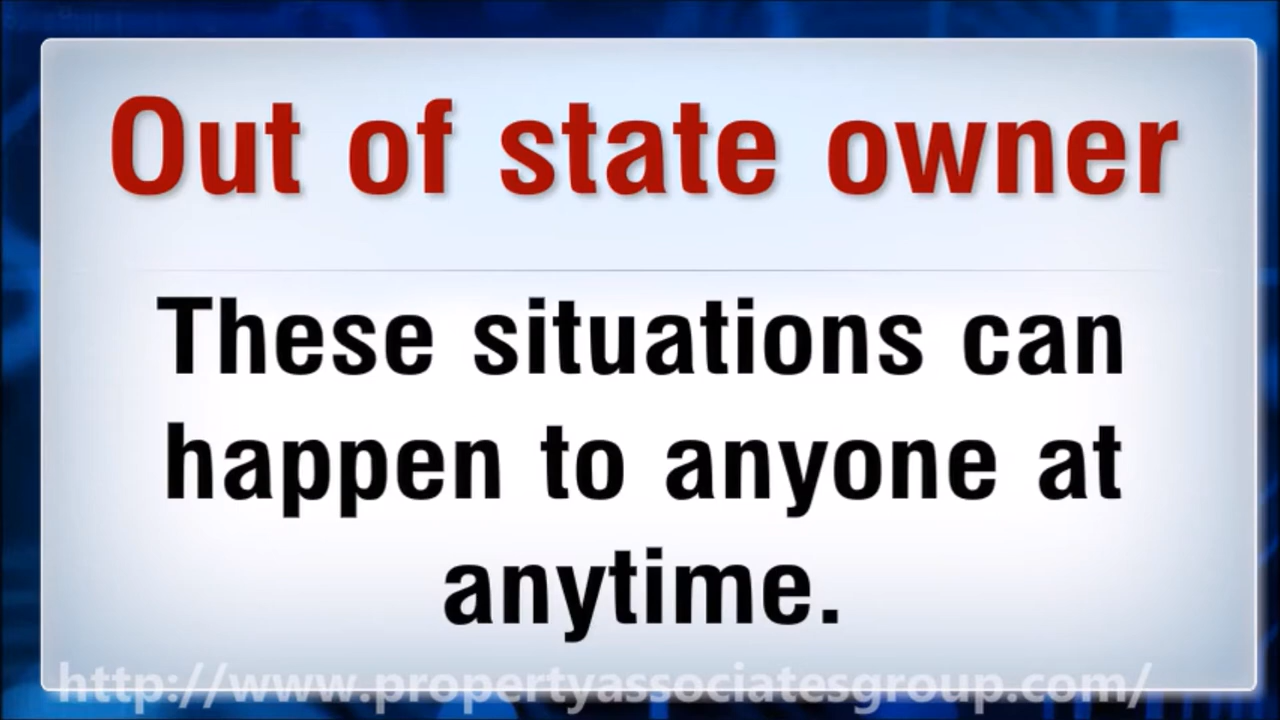 Out of state owner
These situations can
happen to anyone at
anytime.
http://www.propertyassociatesgroup.com/